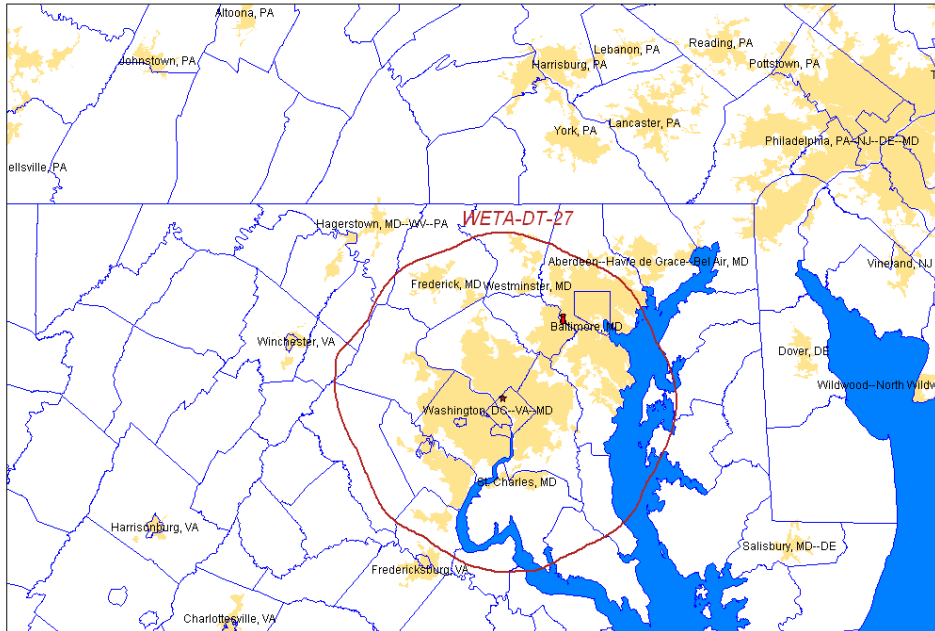 Altoona, PA
Johnstown, PA
Lebanon, PA
Reading, PA
Harrisburg, PA
Pottstown, PA
T
York, PA
Lancaster, PA
Philadelphia, PA--NJ--DE--MD
ellsville, PA
WETA-DT-27
Hagerstown, MD--WV--PA
Aberdeen--Havre de Grace--Bel Air, MD
Vineland, NJ
Frederick, MD
Westminster, MD
Baltimore, MD
Winchester, VA
Dover, DE
Wildwood--North Wildw
Washington, DC--VA--MD
St. Charles, MD
Harrisonburg, VA
Salisbury, MD--DE
Fredericksburg, VA
Charlottesville, VA